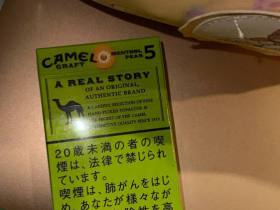 CAMEL
CRAFT
MENTHOL
PEAR 5
A REAL STORY
OF AN ORIGINAL,
AUTHENTIC BRAND
20歳未満の者の喫
煙は、法律で禁じられ
ています。
喫煙は、肺がんをはじ
め、あなたが様々なが